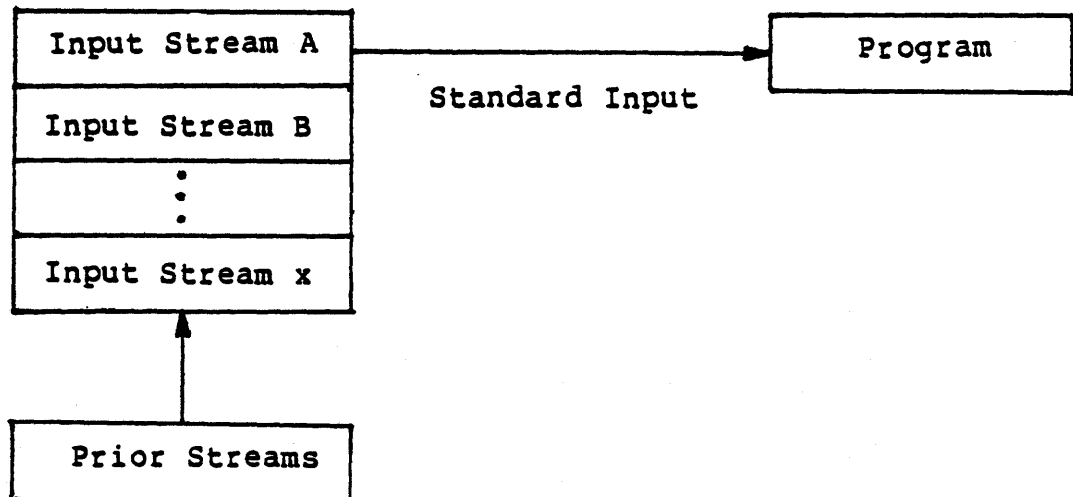 Input Stream A
Program
Standard Input
Input Stream B
Input Stream x
Prior Streams